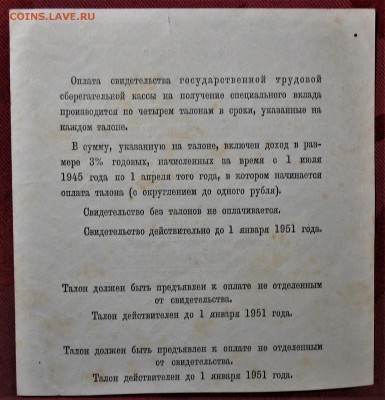 COINS.LAVE.RU
Оплата свидетельства государственной трудовой
сберегательной кассы на получение специального вклада
производится по четырем талонам в сроки, указанные на
каждом талоне.
В сумму, указанную на талоне, включен доход в раз-
мере 3% годовых, начисленных за время с 1 июля
1945 года по 1 апреля того года, в котором начинается
оплата талона (с округлением до одного рубля).
Свидетельство без талонов не оплачивается.
Свидетельство действительно до 1 января 1951 года.
Талон должен быть предъявлен к оплате не отделенным
от свидетельства.
Талон действителен до 1 января 1951 года.
Талон должен быть предъявлен к оплате не отделенным
от свидетельства.
Талон действителен до 1 января 1951 года.